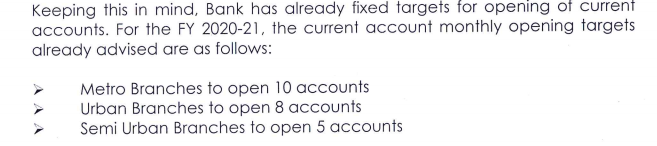 Keeping this in mind, Bank has already fixed targets for opening of current
accounts. For the FY 2020-21, the current account monthly opening targets
already advised are as follows:
➢ Metro Branches to open 10 accounts
➢ Urban Branches to open 8 accounts
➢ Semi Urban Branches to open 5 accounts